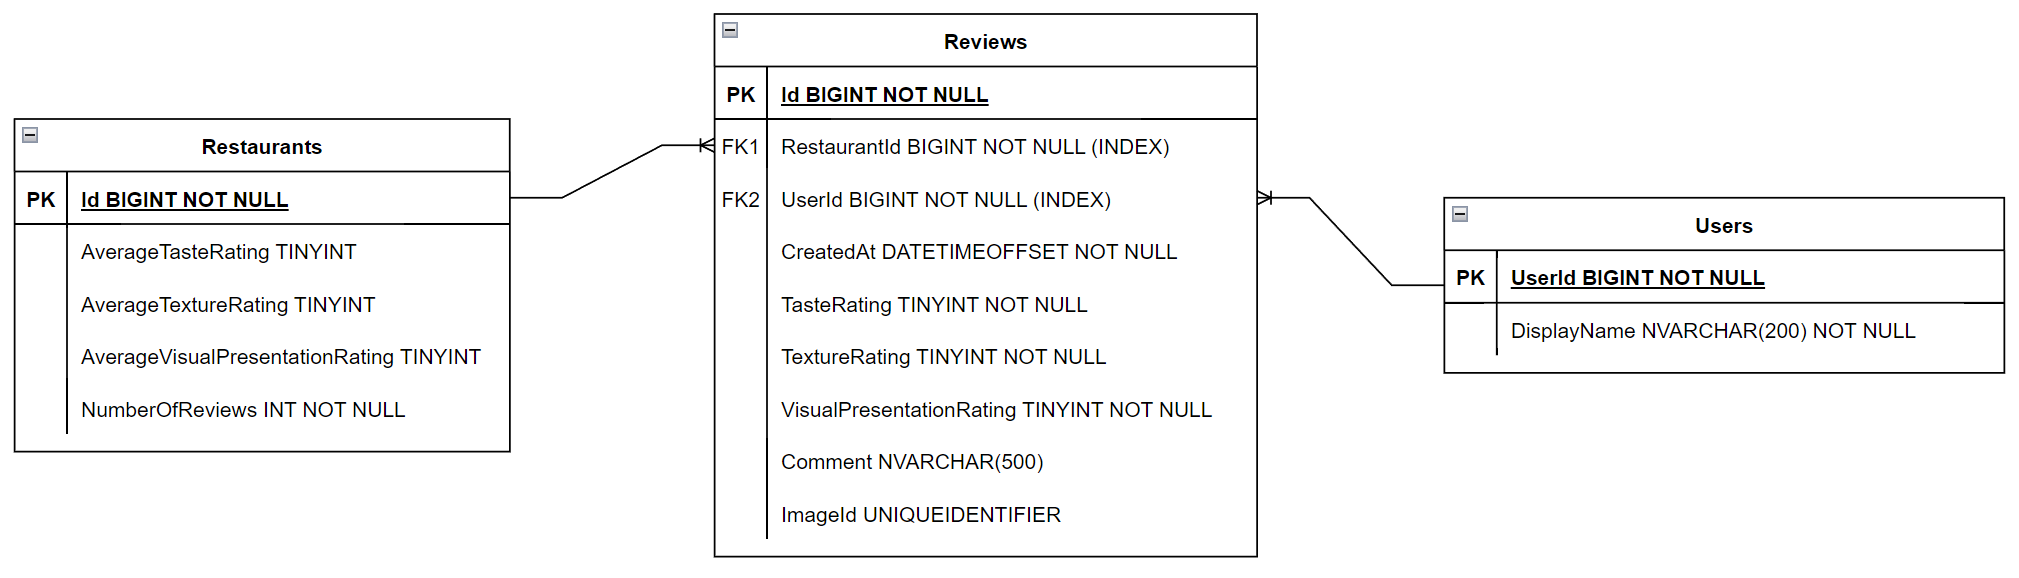 Restaurants
PK Id BIGINT NOT NULL
AverageTasteRating TINYINT
AverageTextureRating TINYINT
AverageVisualPresentationRating TINYINT
NumberOfReviews INT NOT NULL
Reviews
PK Id BIGINT NOT NULL
FK1 RestaurantId BIGINT NOT NULL (INDEX)
FK2 UserId BIGINT NOT NULL (INDEX)
CreatedAt DATETIMEOFFSET NOT NULL
TasteRating TINYINT NOT NULL
TextureRating TINYINT NOT NULL
VisualPresentationRating TINYINT NOT NULL
Comment NVARCHAR(500)
ImageId UNIQUEIDENTIFIER
Users
PK UserId BIGINT NOT NULL
DisplayName NVARCHAR(200) NOT NULL